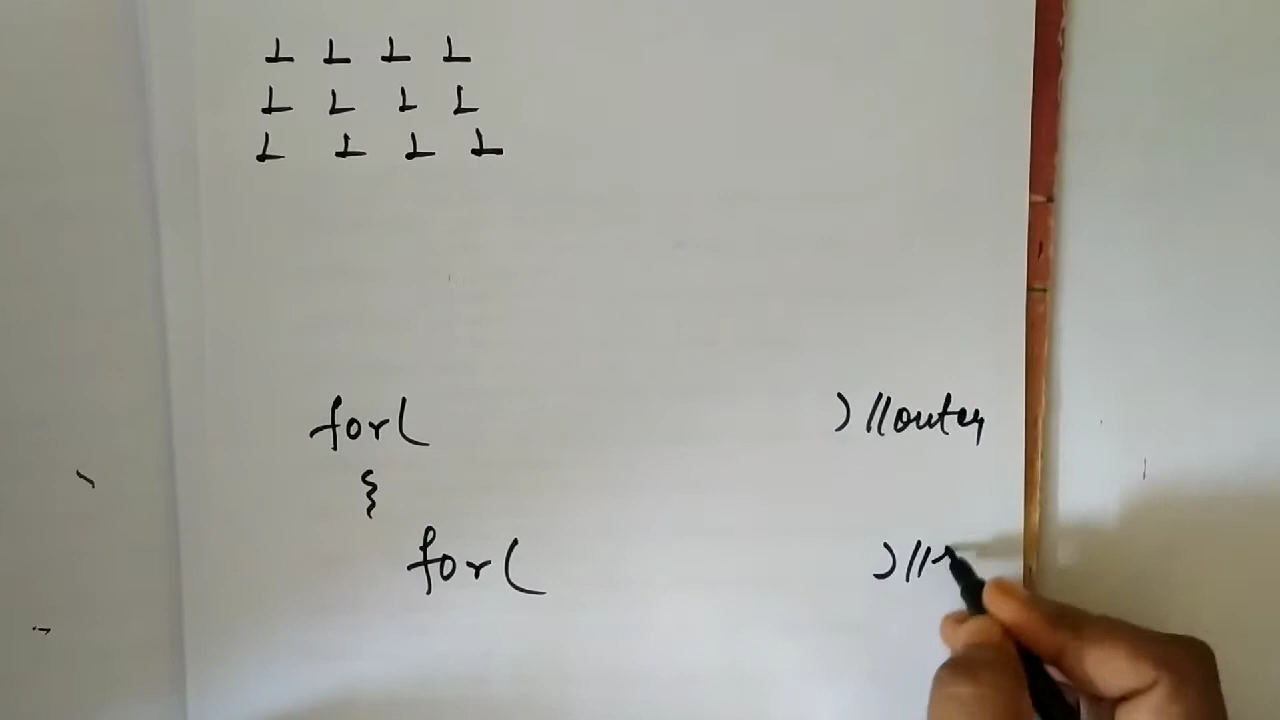 1 1 1 1
1 1 1 1
1 1 1 1
for( ) //outer
{
for( ) //